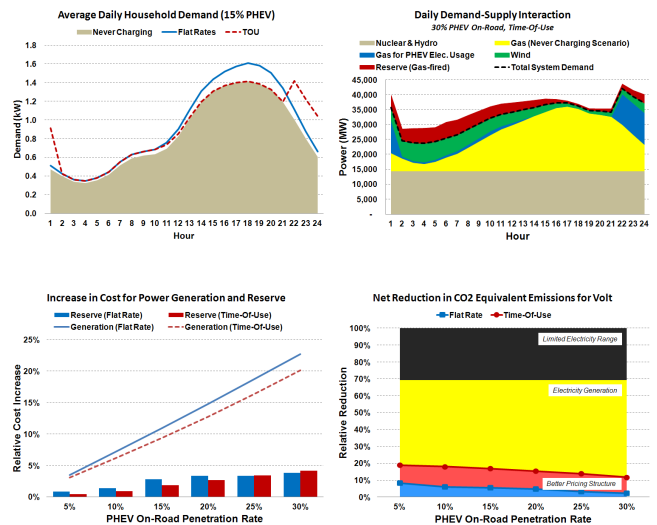 Average Daily Household Demand (15% PHEV)
Never Charging
Flat Rates
TOU
1.8
1.6
1.4
1.2
1.0
0.8
0.6
0.4
0.2
0.0
Demand (kW)
1 2 3 4 5 6 7 8 9 10 11 12 13 14 15 16 17 18 19 20 21 22 23 24
Hour
Daily Demand-Supply Interaction
30% PHEV On-Road, Time-Of-Use
Nuclear & Hydro
Gas (Never Charging Scenario)
Gas for PHEV Elec. Usage
Wind
Reserve (Gas-fired)
Total System Demand
45,000
40,000
35,000
30,000
25,000
20,000
15,000
10,000
5,000
-
Power (MW)
1 2 3 4 5 6 7 8 9 10 11 12 13 14 15 16 17 18 19 20 21 22 23 24
Hour
Increase in Cost for Power Generation and Reserve
Reserve (Flat Rate)
Reserve (Time-Of-Use)
Generation (Flat Rate)
Generation (Time-Of-Use)
25%
20%
15%
10%
5%
0%
Relative Cost Increase
5% 10% 15% 20% 25% 30%
PHEV On-Road Penetration Rate
Net Reduction in CO2 Equivalent Emissions for Volt
Flat Rate
Time-Of-Use
100%
90%
80%
70%
60%
50%
40%
30%
20%
10%
0%
Relative Reduction
Limited Electricity Range
Electricity Generation
Better Pricing Structure
5% 10% 15% 20% 25% 30%
PHEV On-Road Penetration Rate